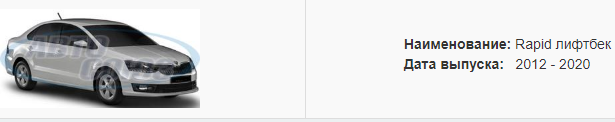 Наименование: Rapid лифтбек
Дата выпуска: 2012 - 2020